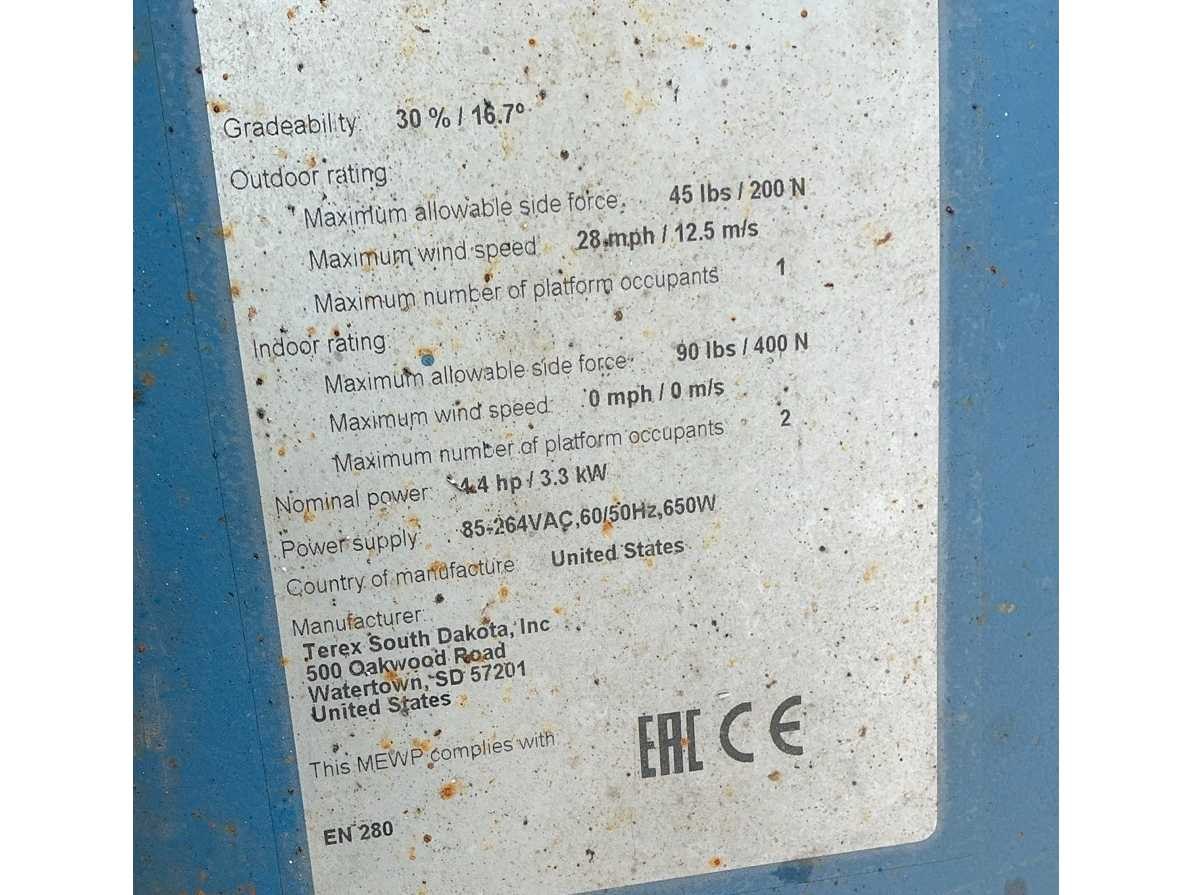 Gradeability: 30 % / 16.7°
Outdoor rating:
Maximum allowable side force: 45 lbs / 200 N
Maximum wind speed: 28 mph / 12.5 m/s
Maximum number of platform occupants 1
Indoor rating:
Maximum allowable side force: 90 lbs / 400 N
Maximum wind speed: 0 mph / 0 m/s
Maximum number of platform occupants: 2
Nominal power: 4.4 hp / 3.3 kW
Power supply: 85-264VAC,60/50Hz,650W
Country of manufacture: United States
Manufacturer:
Terex South Dakota, Inc
500 Oakwood Road
Watertown, SD 57201
United States
This MEWP complies with
EAC CE
EN 280